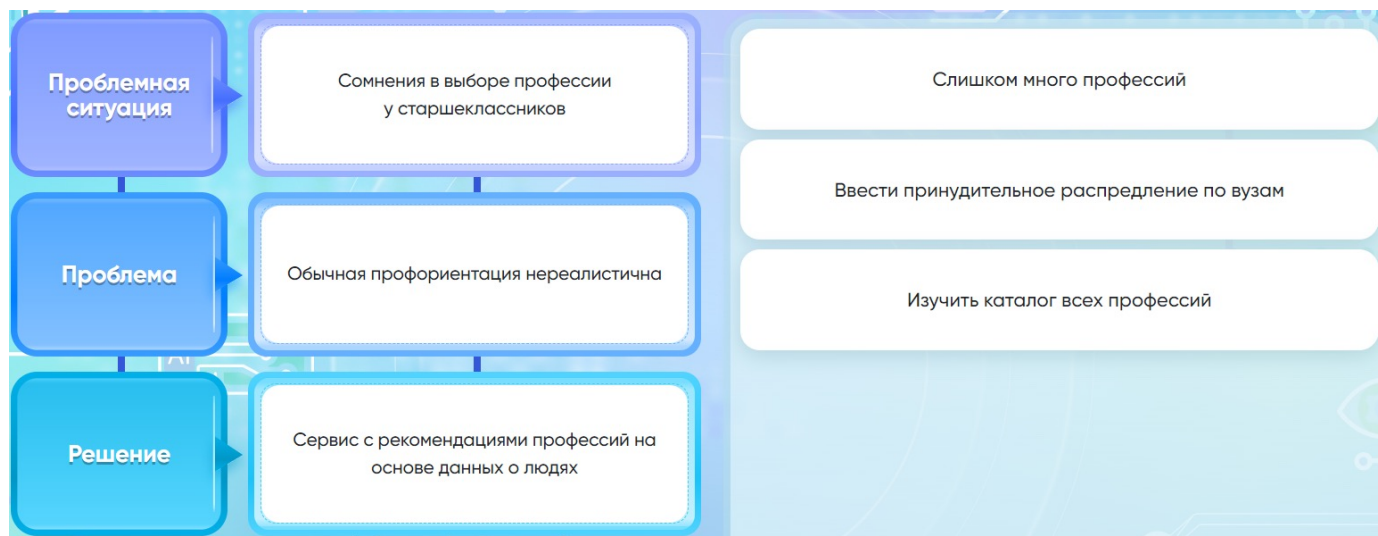 Проблемная
ситуация
Сомнения в выборе профессии
у старшеклассников
Проблема
Обычная профориентация нереалистична
AI
Решение
Сервис с рекомендациями профессий на
основе данных о людях
Слишком много профессий
Ввести принудительное распредление по вузам
Изучить каталог всех профессий